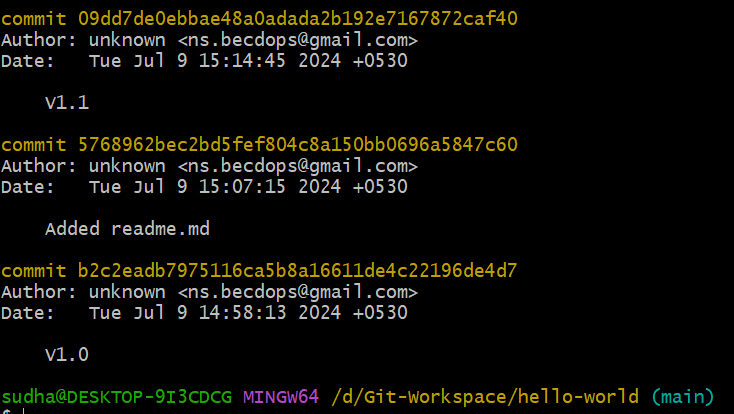 commit 09dd7de0ebbae48a0adada2b192e7167872caf40
Author: unknown <ns.becdops@gmail.com>
Date:   Tue Jul 9 15:14:45 2024 +0530
V1.1
commit 5768962bec2bd5fef804c8a150bb0696a5847c60
Author: unknown <ns.becdops@gmail.com>
Date:   Tue Jul 9 15:07:15 2024 +0530
Added readme.md
commit b2c2eadb7975116ca5b8a16611de4c22196de4d7
Author: unknown <ns.becdops@gmail.com>
Date:   Tue Jul 9 14:58:13 2024 +0530
V1.0
sudha@DESKTOP-9I3CDCG MINGW64 /d/Git-Workspace/hello-world (main)
$